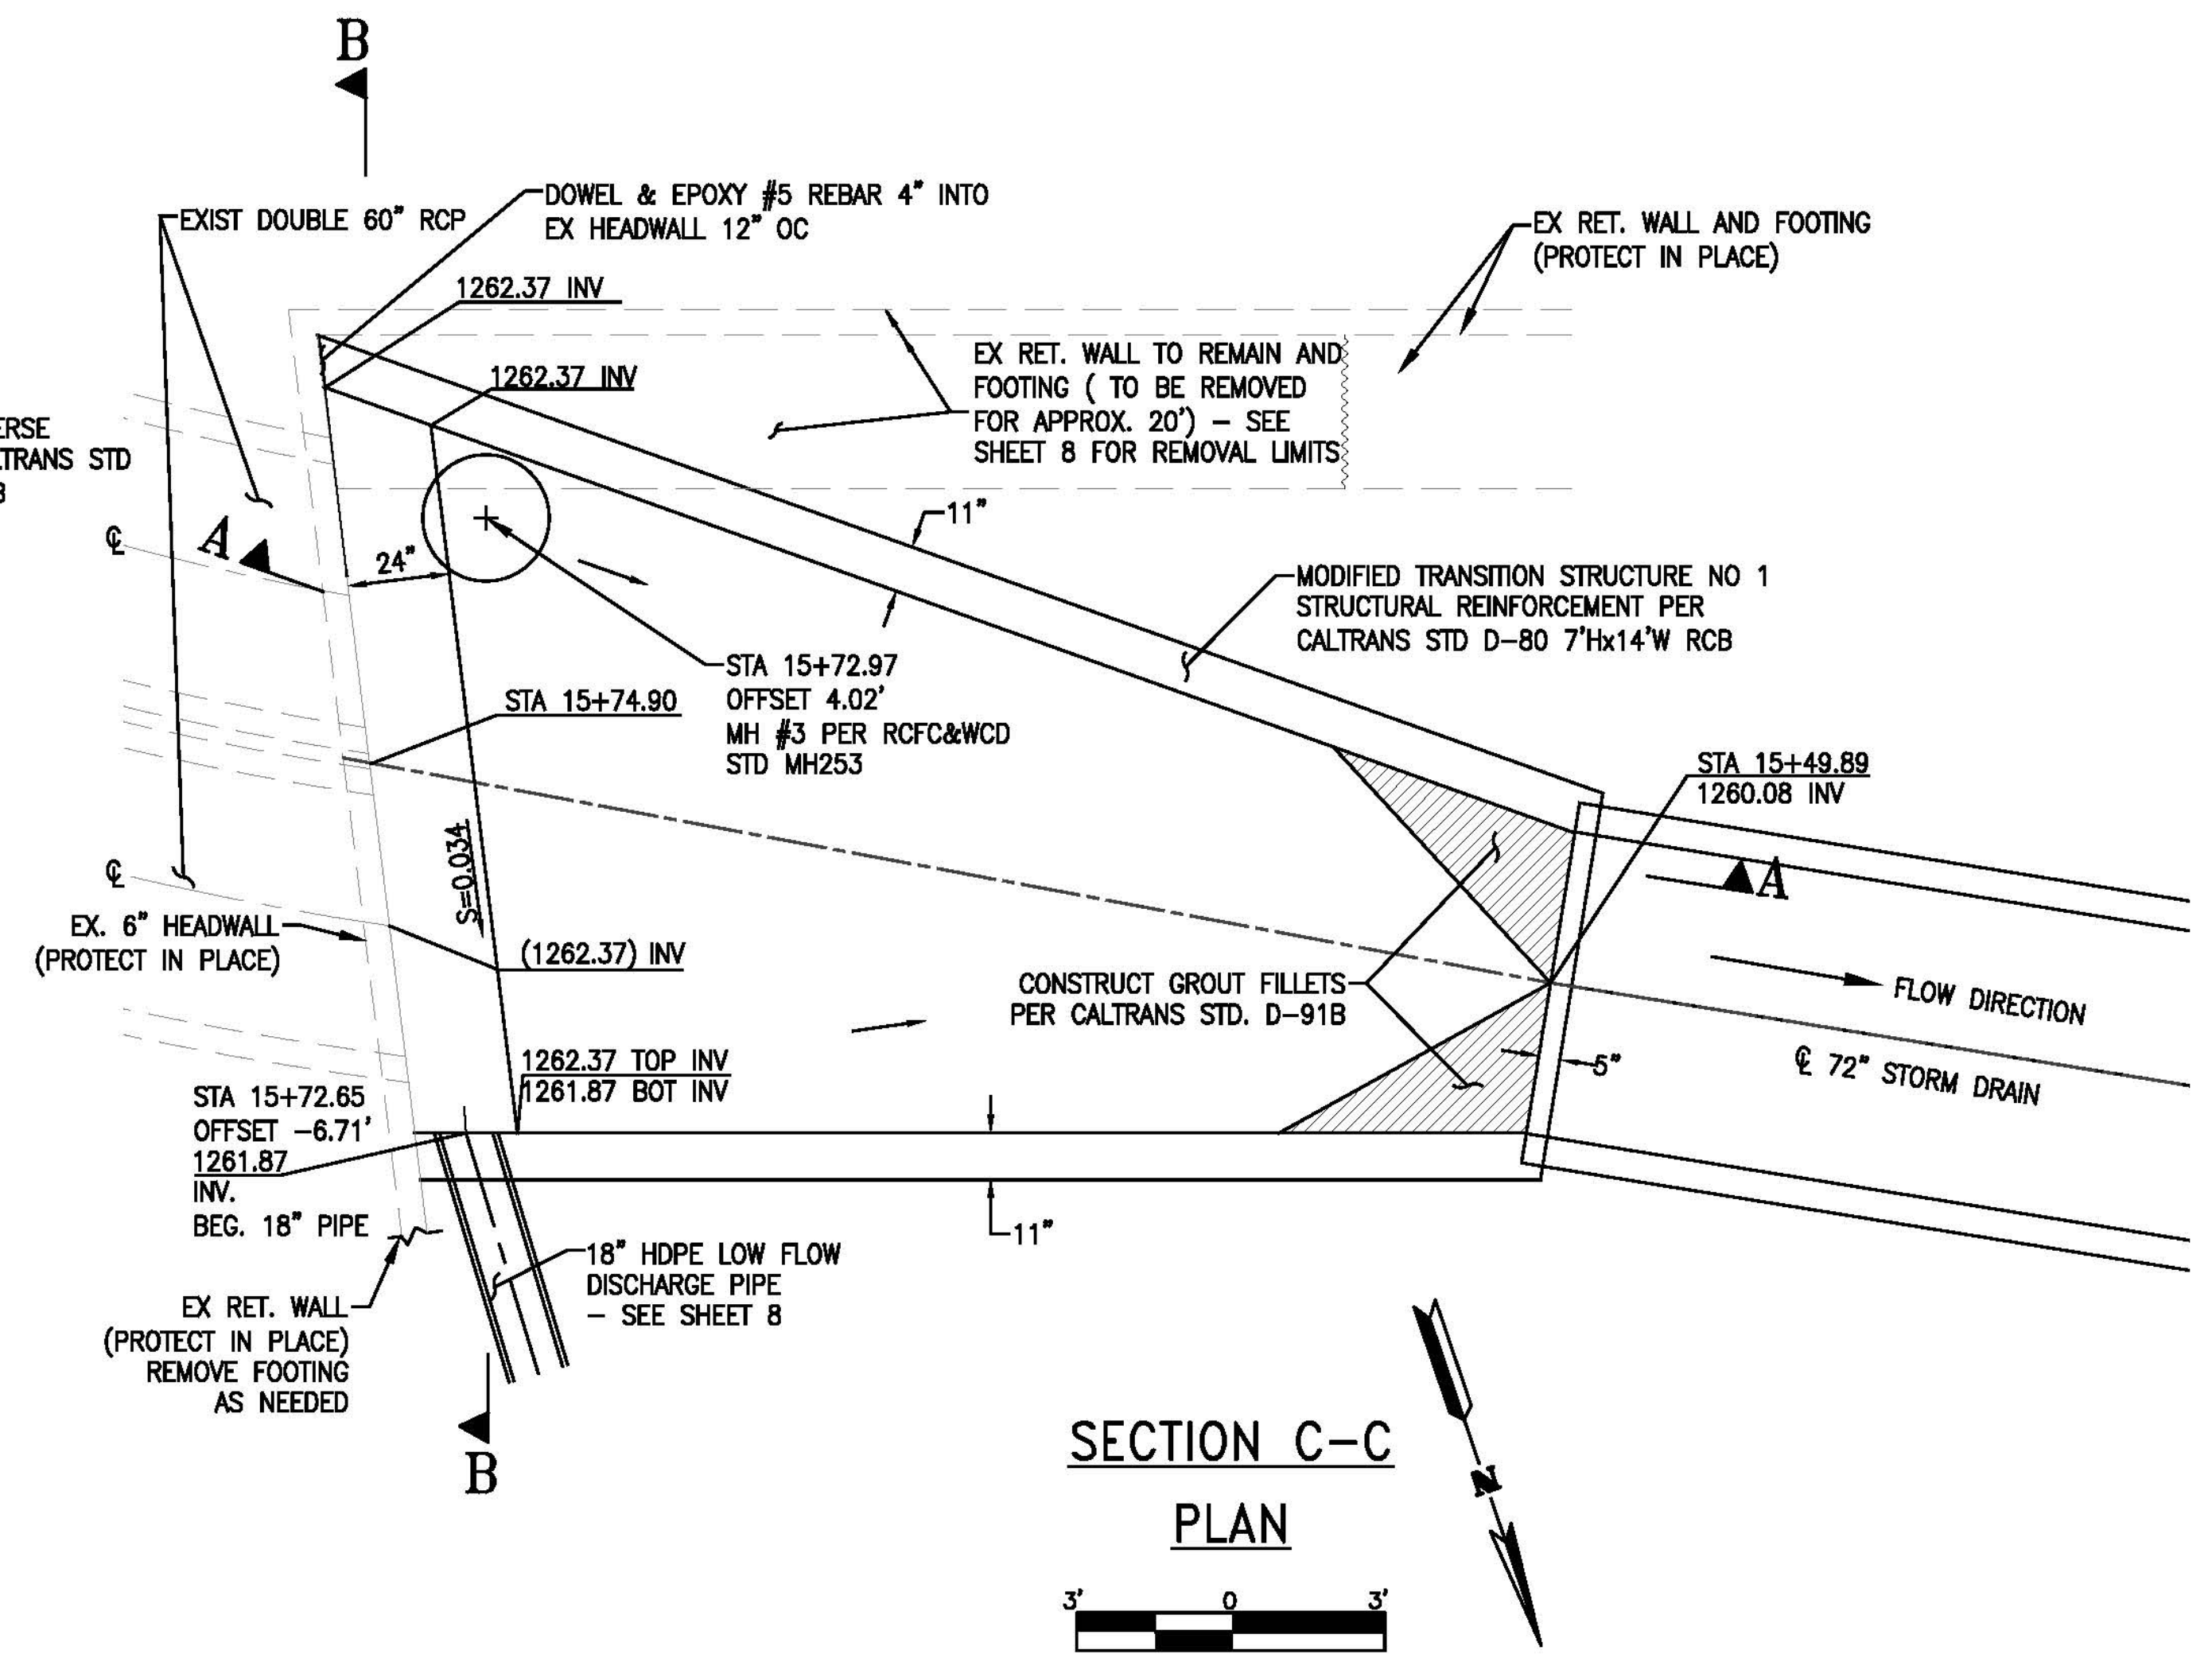 B
DOWEL & EPOXY #5 REBAR 4" INTO
EX HEADWALL 12" OC
EXIST DOUBLE 60" RCP
EX RET. WALL AND FOOTING
(PROTECT IN PLACE)
1262.37 INV
1262.37 INV
EX RET. WALL TO REMAIN AND
FOOTING ( TO BE REMOVED
FOR APPROX. 20') – SEE
SHEET 8 FOR REMOVAL LIMITS
ERSE
LTRANS STD
B
℄
A
24"
11"
MODIFIED TRANSITION STRUCTURE NO 1
STRUCTURAL REINFORCEMENT PER
CALTRANS STD D-80 7'Hx14'W RCB
STA 15+72.97
OFFSET 4.02'
MH #3 PER RCFC&WCD
STD MH253
STA 15+74.90
STA 15+49.89
1260.08 INV
S=0.034
℄
A
EX. 6" HEADWALL
(PROTECT IN PLACE)
(1262.37) INV
CONSTRUCT GROUT FILLETS
PER CALTRANS STD. D-91B
FLOW DIRECTION
℄ 72" STORM DRAIN
5"
1262.37 TOP INV
1261.87 BOT INV
STA 15+72.65
OFFSET -6.71'
1261.87
INV.
BEG. 18" PIPE
11"
18" HDPE LOW FLOW
DISCHARGE PIPE
– SEE SHEET 8
EX RET. WALL
(PROTECT IN PLACE)
REMOVE FOOTING
AS NEEDED
B
SECTION C-C
PLAN
N
3' 0 3'